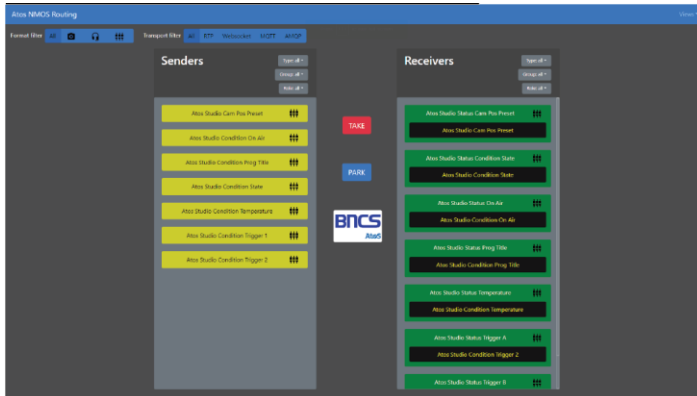 Atos NMOS Routing
View
Format filter All
Transport filter All RTP Websocket MQTT AMQP
Senders
Type: all
Group: all
Role: all
Atos Studio Cam Pos Preset
Atos Studio Condition On Air
Atos Studio Condition Prog Title
Atos Studio Condition State
Atos Studio Condition Temperature
Atos Studio Condition Trigger 1
Atos Studio Condition Trigger 2
TAKE
PARK
BNCS
Atos
Receivers
Type: all
Group: all
Role: all
Atos Studio Status Cam Pos Preset
Atos Studio Cam Pos Preset
Atos Studio Status Condition State
Atos Studio Condition State
Atos Studio Status On Air
Atos Studio Condition On Air
Atos Studio Status Prog Title
Atos Studio Condition Prog Title
Atos Studio Status Temperature
Atos Studio Condition Temperature
Atos Studio Status Trigger A
Atos Studio Condition Trigger 2
Atos Studio Status Trigger B